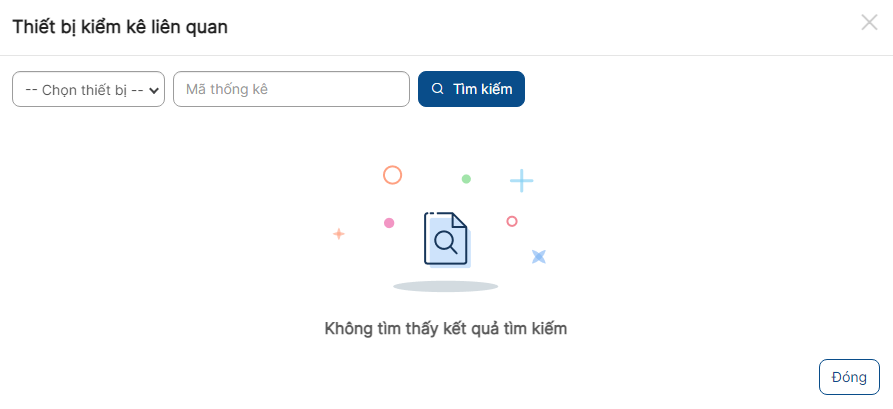 Thiết bị kiểm kê liên quan
-- Chọn thiết bị -- Mã thống kê Tìm kiếm
Không tìm thấy kết quả tìm kiếm
Đóng